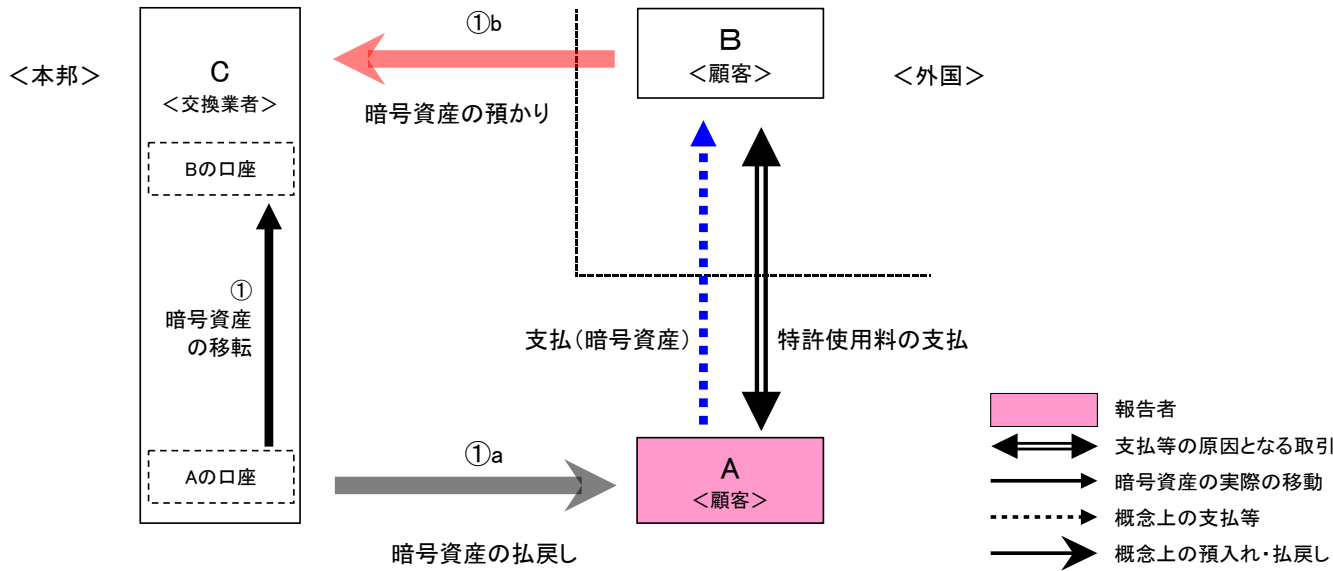 ＜本邦＞
C
＜交換業者＞
Bの口座
①
暗号資産
の移転
Aの口座
①b
暗号資産の預かり
B
＜顧客＞
＜外国＞
支払（暗号資産）
特許使用料の支払
①a
暗号資産の払戻し
A
＜顧客＞
報告者
支払等の原因となる取引
暗号資産の実際の移動
概念上の支払等
概念上の預入れ・払戻し